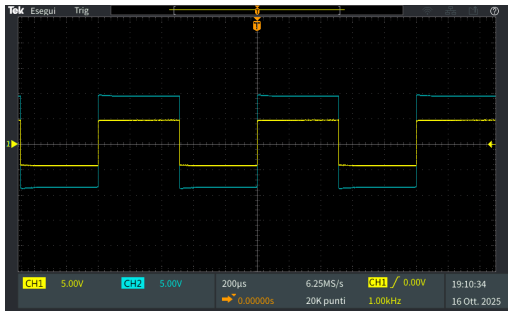 Tek Esegui Trig
T
1
CH1 5.00V CH2 5.00V 200µs 6.25MS/s CH1 0.00V 19:10:34
0.00000s 20K punti 1.00kHz 16 Ott. 2025